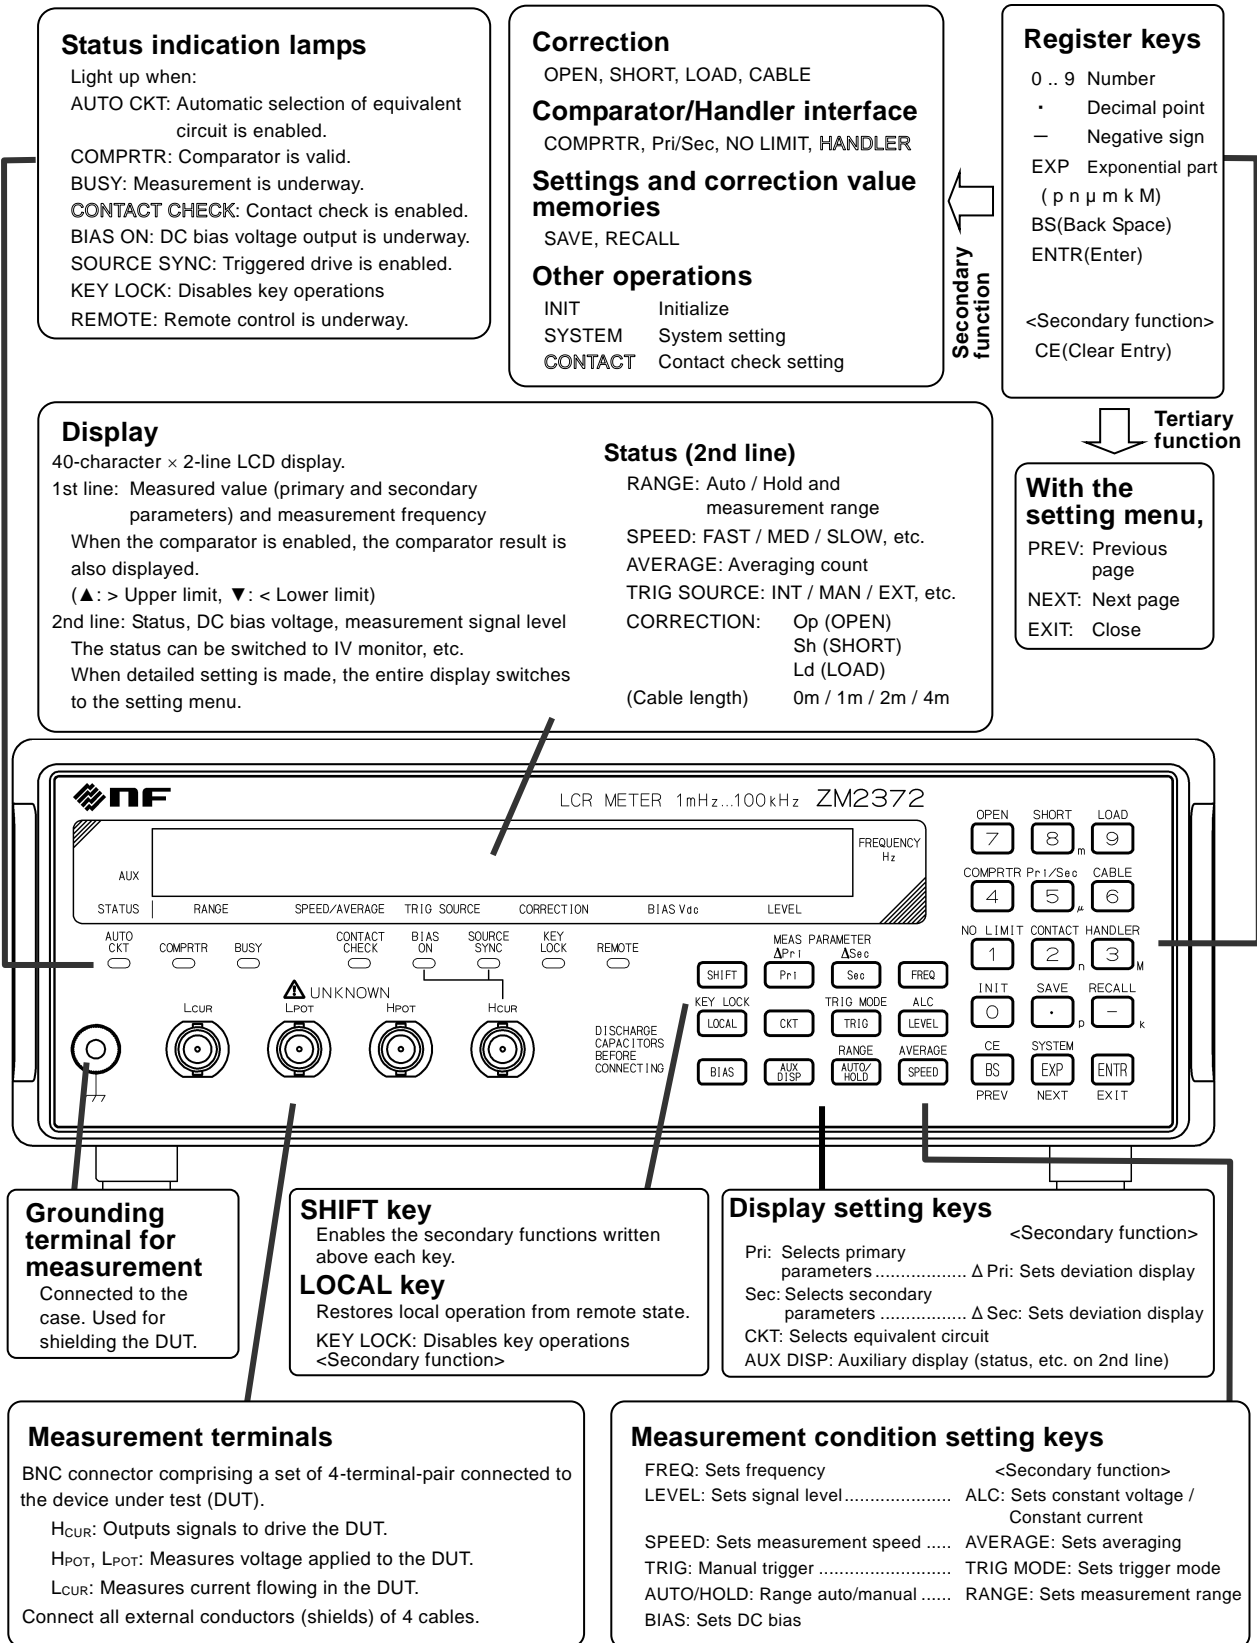 Status indication lamps
Light up when:
AUTO CKT: Automatic selection of equivalent
circuit is enabled.
COMPRTR: Comparator is valid.
BUSY: Measurement is underway.
CONTACT CHECK: Contact check is enabled.
BIAS ON: DC bias voltage output is underway.
SOURCE SYNC: Triggered drive is enabled.
KEY LOCK: Disables key operations
REMOTE: Remote control is underway.
Correction
OPEN, SHORT, LOAD, CABLE
Comparator/Handler interface
COMPRTR, Pri/Sec, NO LIMIT, HANDLER
Settings and correction value
memories
SAVE, RECALL
Other operations
INIT Initialize
SYSTEM System setting
CONTACT Contact check setting
Secondary
function
Register keys
0 .. 9 Number
· Decimal point
− Negative sign
EXP Exponential part
( p n µ m k M)
BS(Back Space)
ENTR(Enter)
<Secondary function>
CE(Clear Entry)
Tertiary
function
With the
setting menu,
PREV: Previous
page
NEXT: Next page
EXIT: Close
Display
40-character × 2-line LCD display.
1st line: Measured value (primary and secondary
parameters) and measurement frequency
When the comparator is enabled, the comparator result is
also displayed.
(▲: > Upper limit, ▼: < Lower limit)
2nd line: Status, DC bias voltage, measurement signal level
The status can be switched to IV monitor, etc.
When detailed setting is made, the entire display switches
to the setting menu.
Status (2nd line)
RANGE: Auto / Hold and
measurement range
SPEED: FAST / MED / SLOW, etc.
AVERAGE: Averaging count
TRIG SOURCE: INT / MAN / EXT, etc.
CORRECTION: Op (OPEN)
Sh (SHORT)
Ld (LOAD)
(Cable length) 0m / 1m / 2m / 4m
nF
LCR METER 1mHz...100kHz ZM2372
FREQUENCY
Hz
AUX
STATUS RANGE SPEED/AVERAGE TRIG SOURCE CORRECTION BIAS Vdc LEVEL
AUTO
CKT COMPRTR BUSY CONTACT
CHECK BIAS
ON SOURCE
SYNC KEY
LOCK REMOTE
⚠ UNKNOWN
LCUR LPOT HPOT HCUR
DISCHARGE
CAPACITORS
BEFORE
CONNECTING
MEAS PARAMETER
ΔPri ΔSec
SHIFT Pri Sec FREQ
KEY LOCK TRIG MODE ALC
LOCAL CKT TRIG LEVEL
RANGE AVERAGE
BIAS AUX
DISP AUTO/
HOLD SPEED
OPEN SHORT LOAD
7 8 m 9
COMPRTR Pri/Sec CABLE
4 5 µ 6
NO LIMIT CONTACT HANDLER
1 2 n 3 M
INIT SAVE RECALL
0 · p − k
CE SYSTEM
BS EXP ENTR
PREV NEXT EXIT
Grounding
terminal for
measurement
Connected to the
case. Used for
shielding the DUT.
SHIFT key
Enables the secondary functions written
above each key.
LOCAL key
Restores local operation from remote state.
KEY LOCK: Disables key operations
<Secondary function>
Display setting keys
<Secondary function>
Pri: Selects primary
parameters .................. Δ Pri: Sets deviation display
Sec: Selects secondary
parameters ................. Δ Sec: Sets deviation display
CKT: Selects equivalent circuit
AUX DISP: Auxiliary display (status, etc. on 2nd line)
Measurement terminals
BNC connector comprising a set of 4-terminal-pair connected to
the device under test (DUT).
HCUR: Outputs signals to drive the DUT.
HPOT, LPOT: Measures voltage applied to the DUT.
LCUR: Measures current flowing in the DUT.
Connect all external conductors (shields) of 4 cables.
Measurement condition setting keys
FREQ: Sets frequency <Secondary function>
LEVEL: Sets signal level ..................... ALC: Sets constant voltage /
Constant current
SPEED: Sets measurement speed ..... AVERAGE: Sets averaging
TRIG: Manual trigger .......................... TRIG MODE: Sets trigger mode
AUTO/HOLD: Range auto/manual ...... RANGE: Sets measurement range
BIAS: Sets DC bias